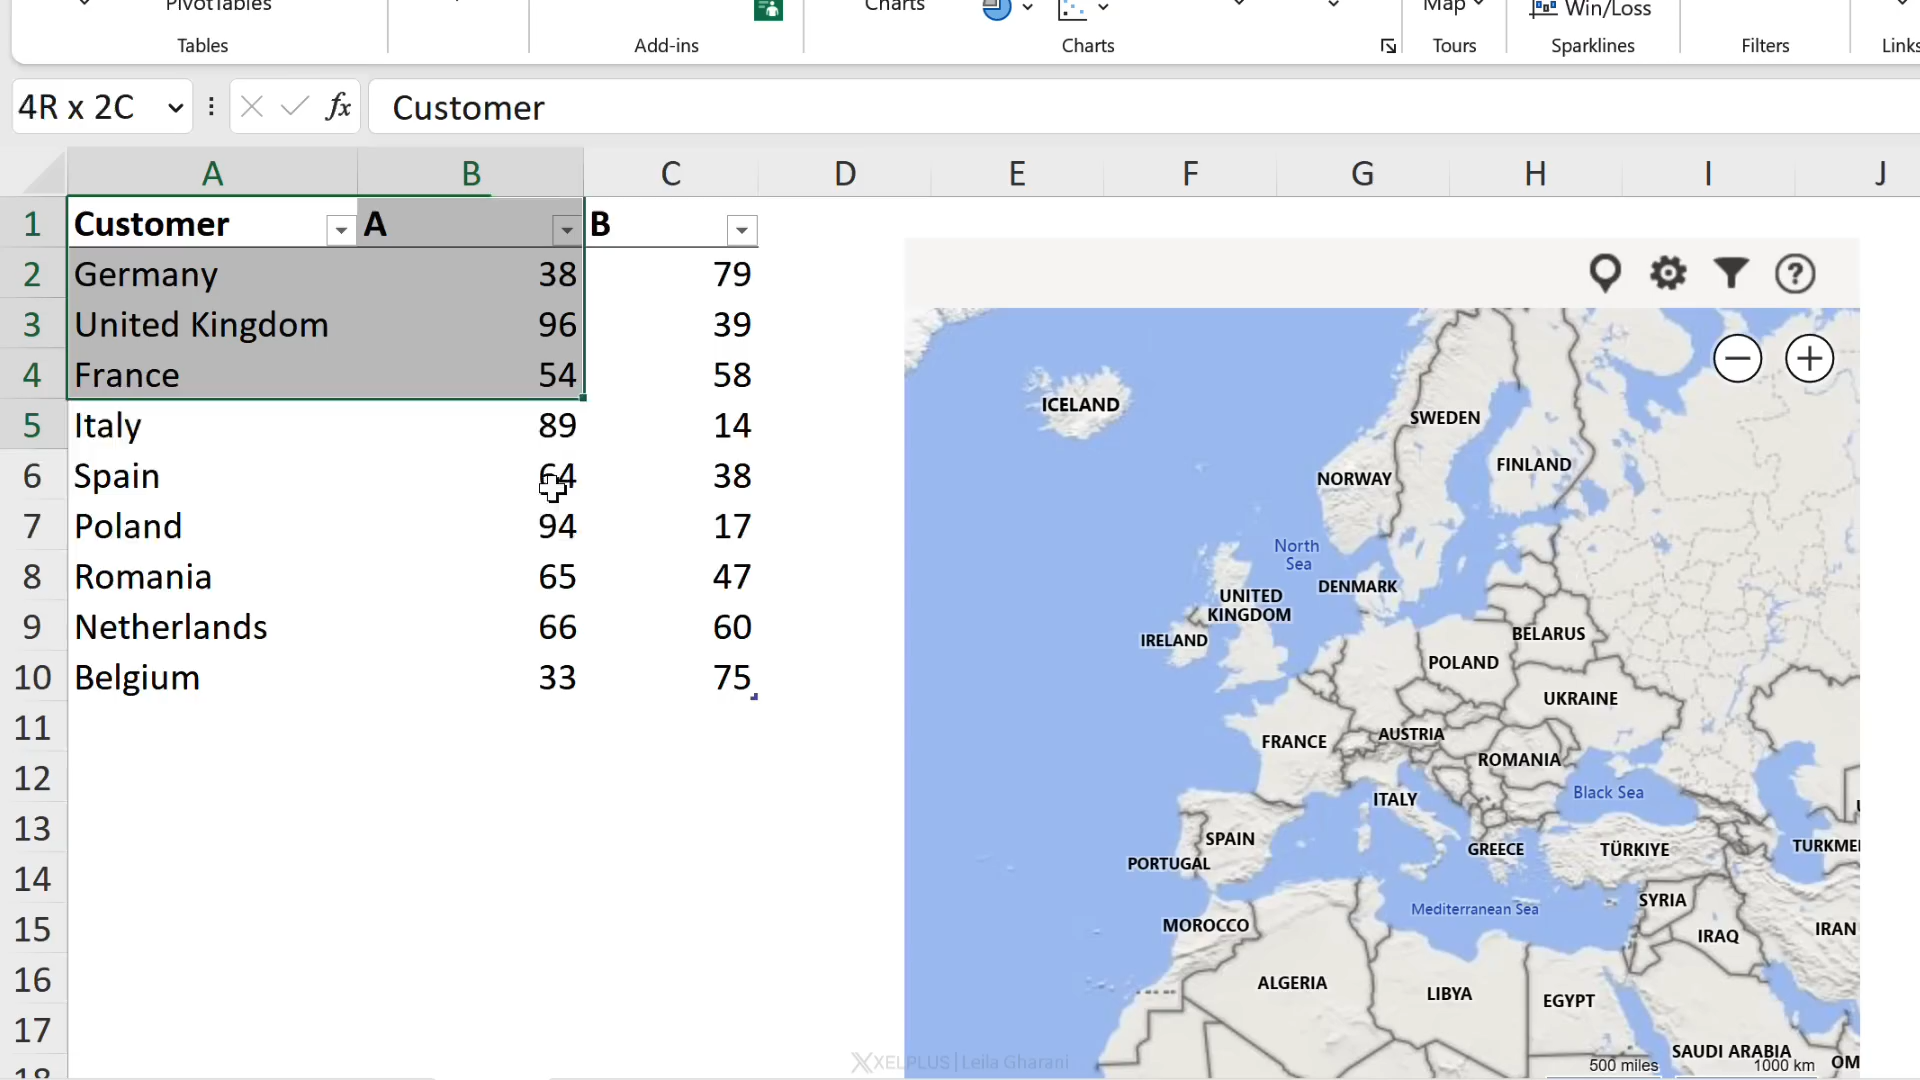 PivotTables
Charts
Map
Win/Loss
Tables
Add-ins
Charts
Tours
Sparklines
Filters
Links
4R x 2C
fx
Customer
A B C D E F G H I J
1 Customer A B
2 Germany 38 79
3 United Kingdom 96 39
4 France 54 58
5 Italy 89 14
6 Spain 64 38
7 Poland 94 17
8 Romania 65 47
9 Netherlands 66 60
10 Belgium 33 75
11
12
13
14
15
16
17
18
?
ICELAND
SWEDEN
FINLAND
NORWAY
North
Sea
DENMARK
UNITED
KINGDOM
IRELAND
BELARUS
POLAND
UKRAINE
AUSTRIA
FRANCE
ROMANIA
Black Sea
ITALY
SPAIN
GREECE
TÜRKIYE
TURKME
PORTUGAL
SYRIA
Mediterranean Sea
MOROCCO
IRAQ
IRAN
ALGERIA
LIBYA
EGYPT
SAUDI ARABIA
OM
500 miles 1000 km
XELPLUS | Leila Gharani